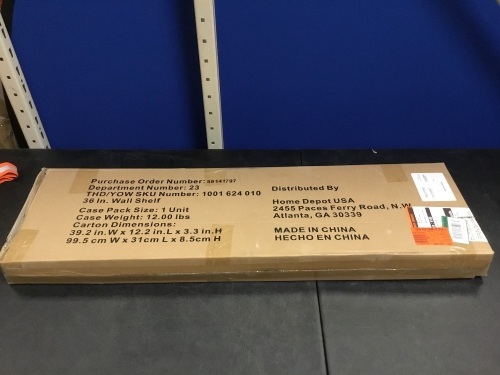 Purchase Order Number:
Department Number: 23
THD/YOW SKU Number: 1001 624 010
36 In. Wall Shelf
Case Pack Size: 1 Unit
Case Weight: 12.00 lbs
Carton Dimensions:
39.2 in.W x 12.2 in.L x 3.3 in.H
99.5 cm W x 31cm L x 8.5cm H
Distributed By
Home Depot USA
2455 Paces Ferry Road, N.W
Atlanta, GA 30339
MADE IN CHINA
HECHO EN CHINA